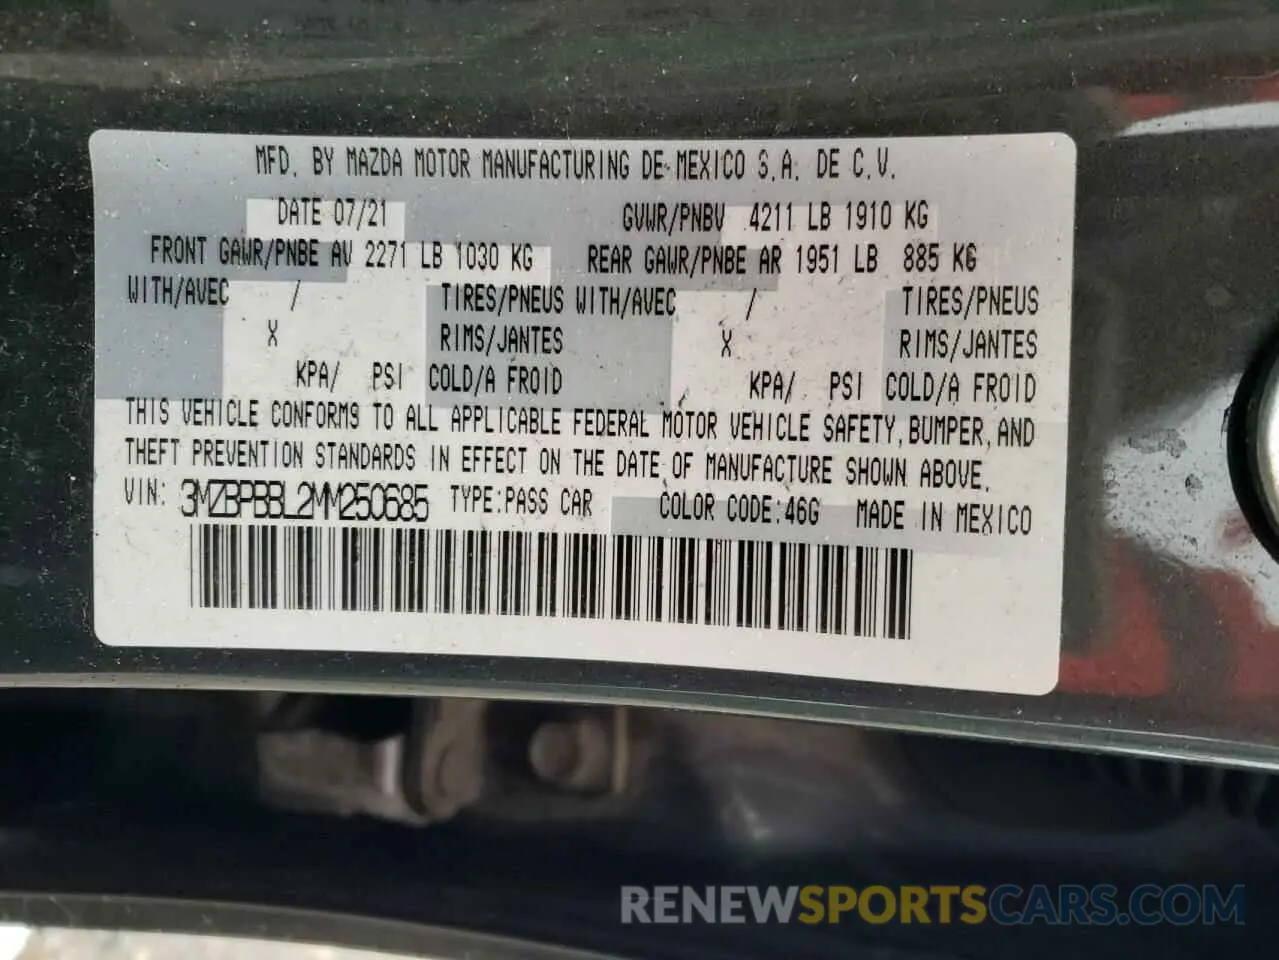 MFD. BY MAZDA MOTOR MANUFACTURING DE MEXICO S.A. DE C.V.
DATE 07/21 GVWR/PNBV 4211 LB 1910 KG
FRONT GAWR/PNBE AV 2271 LB 1030 KG REAR GAWR/PNBE AR 1951 LB 885 KG
WITH/AVEC / TIRES/PNEUS WITH/AVEC / TIRES/PNEUS
X RIMS/JANTES X RIMS/JANTES
KPA/ PSI COLD/A FROID KPA/ PSI COLD/A FROID
THIS VEHICLE CONFORMS TO ALL APPLICABLE FEDERAL MOTOR VEHICLE SAFETY, BUMPER, AND
THEFT PREVENTION STANDARDS IN EFFECT ON THE DATE OF MANUFACTURE SHOWN ABOVE.
VIN: 3MZBPBBL2MM250685 TYPE:PASS CAR COLOR CODE:46G MADE IN MEXICO
RENEWSPORTSCARS.COM